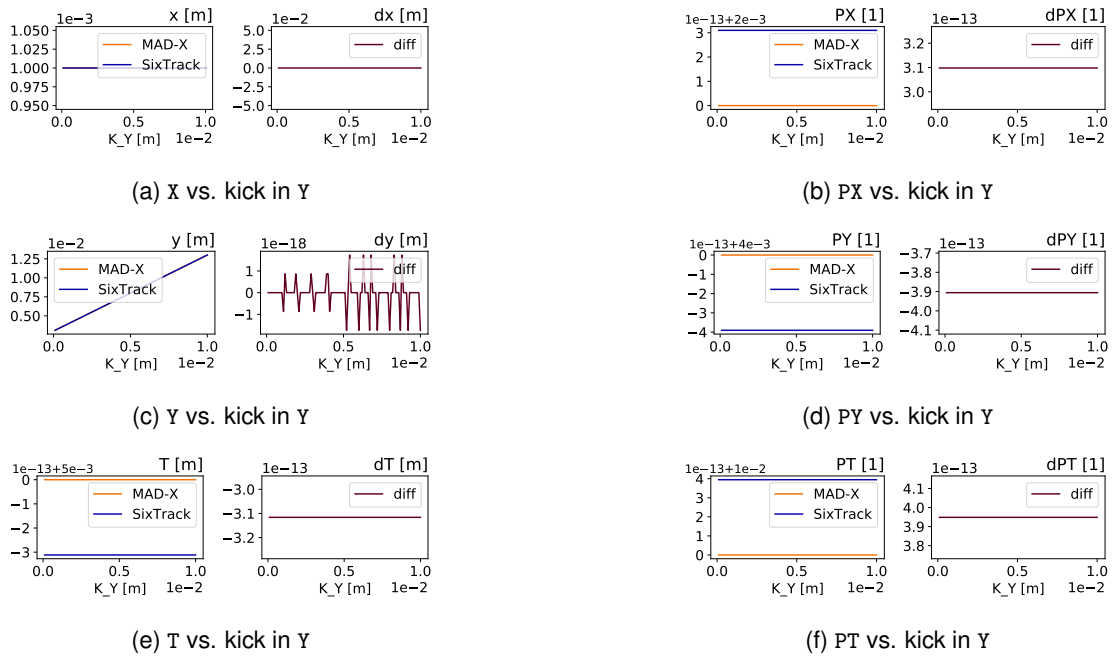 1e−3 x [m]
1.050
1.025
1.000
0.975
0.950
MAD-X
SixTrack
0.0 0.5 1.0
K_Y [m] 1e−2
1e−2 dx [m]
5.0
2.5
0.0
−2.5
−5.0
diff
0.0 0.5 1.0
K_Y [m] 1e−2
(a) X vs. kick in Y
1e−13+2e−3 PX [1]
3
2
1
0
MAD-X
SixTrack
0.0 0.5 1.0
K_Y [m] 1e−2
1e−13 dPX [1]
3.2
3.1
3.0
diff
0.0 0.5 1.0
K_Y [m] 1e−2
(b) PX vs. kick in Y
1e−2 y [m]
1.25
1.00
0.75
0.50
MAD-X
SixTrack
0.0 0.5 1.0
K_Y [m] 1e−2
1e−18 dy [m]
1
0
−1
diff
0.0 0.5 1.0
K_Y [m] 1e−2
(c) Y vs. kick in Y
1e−13+4e−3 PY [1]
0
−1
−2
−3
−4
MAD-X
SixTrack
0.0 0.5 1.0
K_Y [m] 1e−2
1e−13 dPY [1]
−3.7
−3.8
−3.9
−4.0
−4.1
diff
0.0 0.5 1.0
K_Y [m] 1e−2
(d) PY vs. kick in Y
1e−13+5e−3 T [m]
0
−1
−2
−3
MAD-X
SixTrack
0.0 0.5 1.0
K_Y [m] 1e−2
1e−13 dT [m]
−3.0
−3.1
−3.2
diff
0.0 0.5 1.0
K_Y [m] 1e−2
(e) T vs. kick in Y
1e−13+1e−2 PT [1]
4
3
2
1
0
MAD-X
SixTrack
0.0 0.5 1.0
K_Y [m] 1e−2
1e−13 dPT [1]
4.1
4.0
3.9
3.8
diff
0.0 0.5 1.0
K_Y [m] 1e−2
(f) PT vs. kick in Y